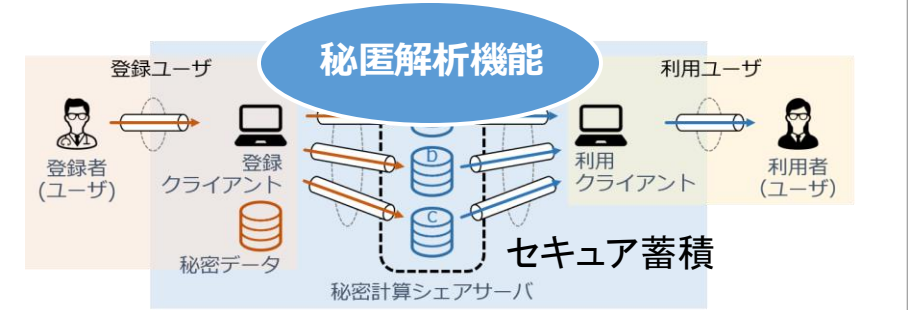 秘匿解析機能
登録ユーザ
利用ユーザ
登録者
(ユーザ)
登録
クライアント
秘密データ
D
C
利用
クライアント
利用者
(ユーザ)
セキュア蓄積
秘密計算シェアサーバ